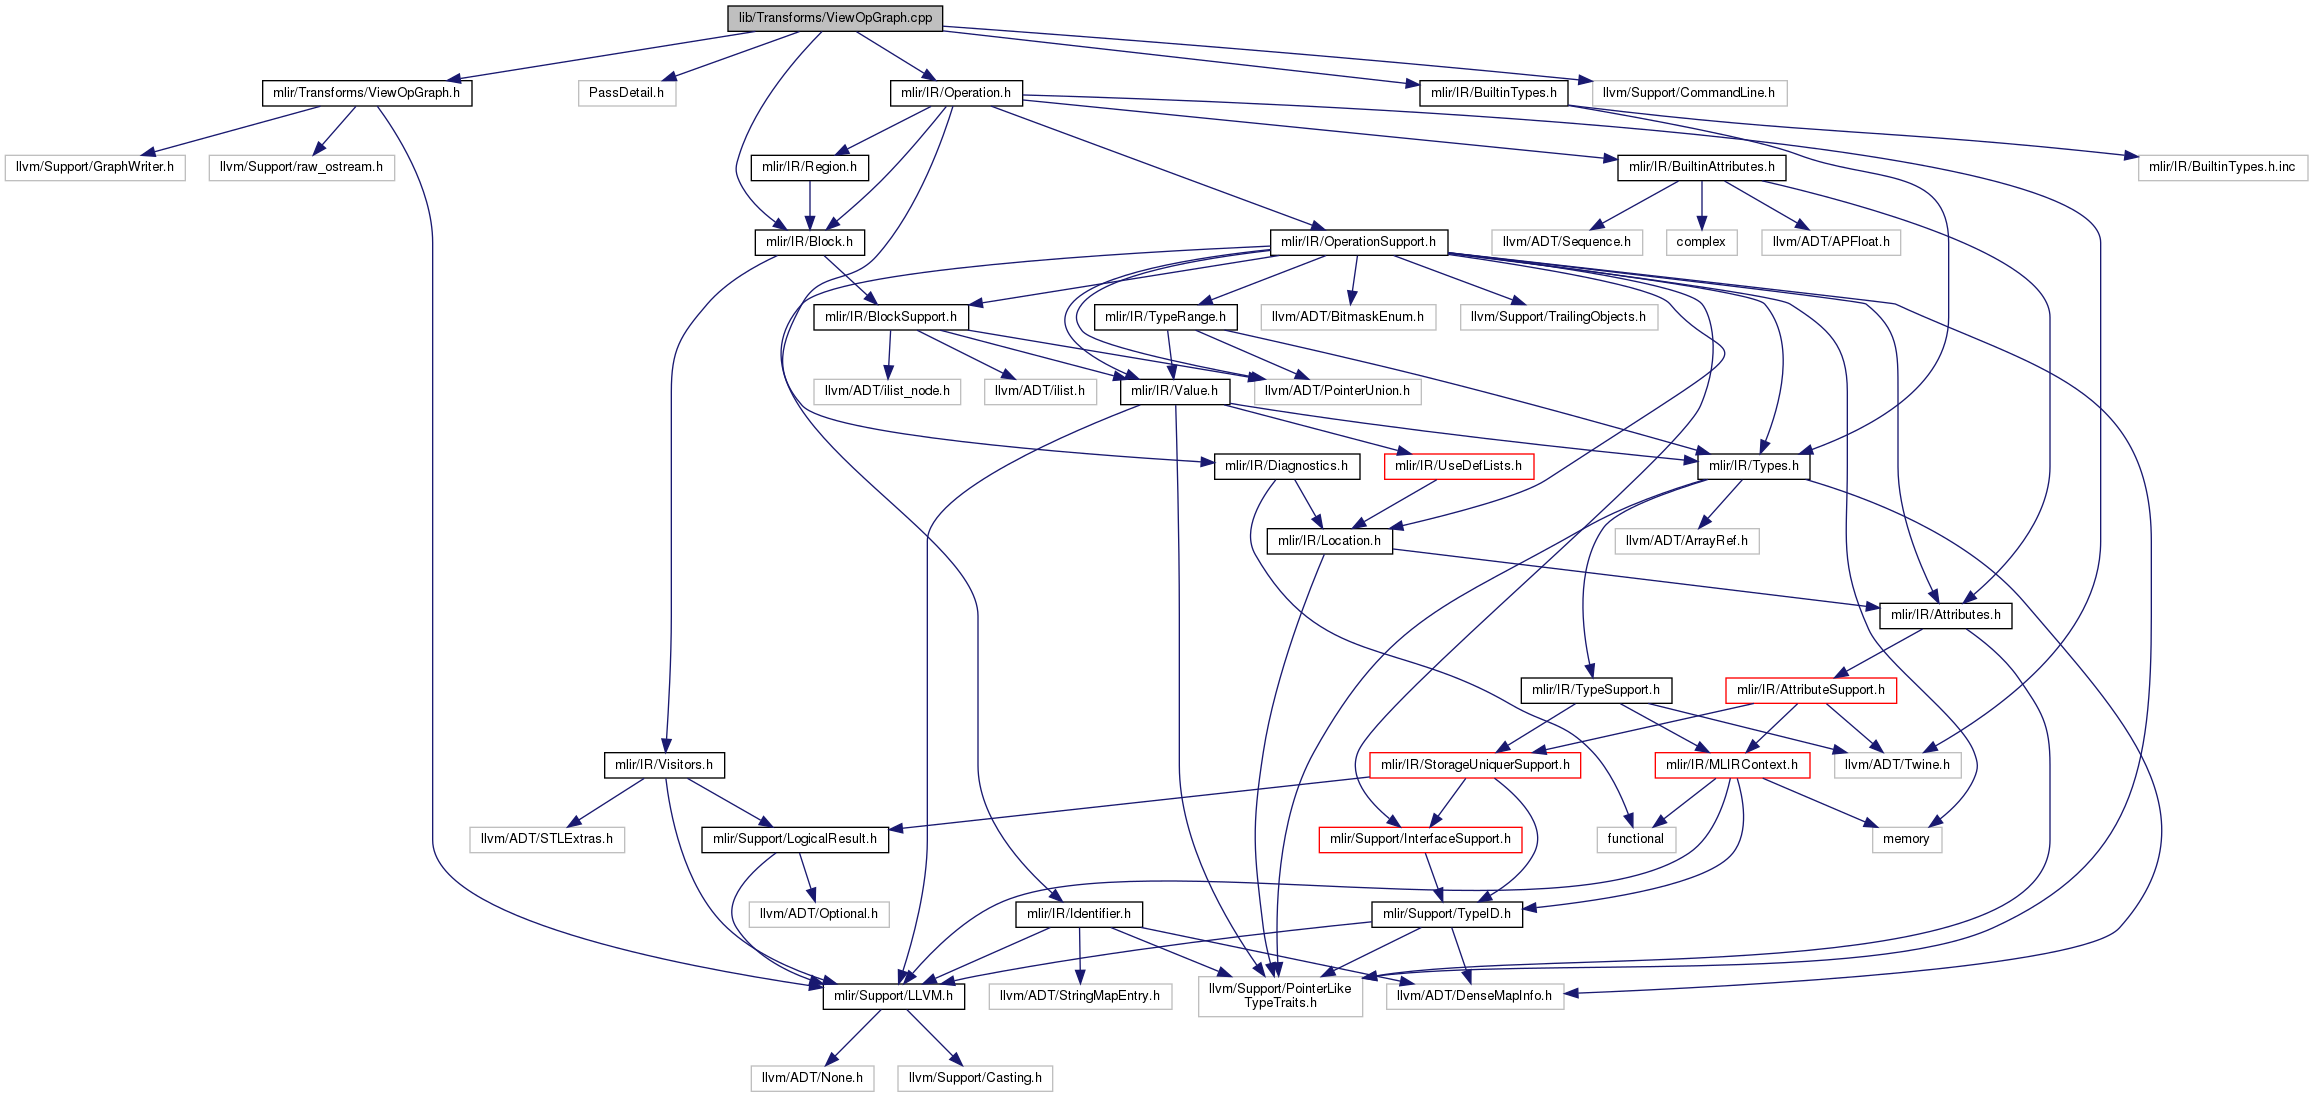 lib/Transforms/ViewOpGraph.cpp
mlir/Transforms/ViewOpGraph.h
PassDetail.h
mlir/IR/Operation.h
mlir/IR/BuiltinTypes.h
llvm/Support/CommandLine.h
llvm/Support/GraphWriter.h
llvm/Support/raw_ostream.h
mlir/IR/Region.h
mlir/IR/BuiltinAttributes.h
mlir/IR/BuiltinTypes.h.inc
mlir/IR/Block.h
mlir/IR/OperationSupport.h
llvm/ADT/Sequence.h
complex
llvm/ADT/APFloat.h
mlir/IR/BlockSupport.h
mlir/IR/TypeRange.h
llvm/ADT/BitmaskEnum.h
llvm/Support/TrailingObjects.h
llvm/ADT/ilist_node.h
llvm/ADT/ilist.h
mlir/IR/Value.h
llvm/ADT/PointerUnion.h
mlir/IR/Diagnostics.h
mlir/IR/UseDefLists.h
mlir/IR/Types.h
mlir/IR/Location.h
llvm/ADT/ArrayRef.h
mlir/IR/Attributes.h
mlir/IR/TypeSupport.h
mlir/IR/AttributeSupport.h
mlir/IR/Visitors.h
mlir/IR/StorageUniquerSupport.h
mlir/IR/MLIRContext.h
llvm/ADT/Twine.h
llvm/ADT/STLExtras.h
mlir/Support/LogicalResult.h
mlir/Support/InterfaceSupport.h
functional
memory
llvm/ADT/Optional.h
mlir/IR/Identifier.h
mlir/Support/TypeID.h
mlir/Support/LLVM.h
llvm/ADT/StringMapEntry.h
llvm/Support/PointerLike
TypeTraits.h
llvm/ADT/DenseMapInfo.h
llvm/ADT/None.h
llvm/Support/Casting.h